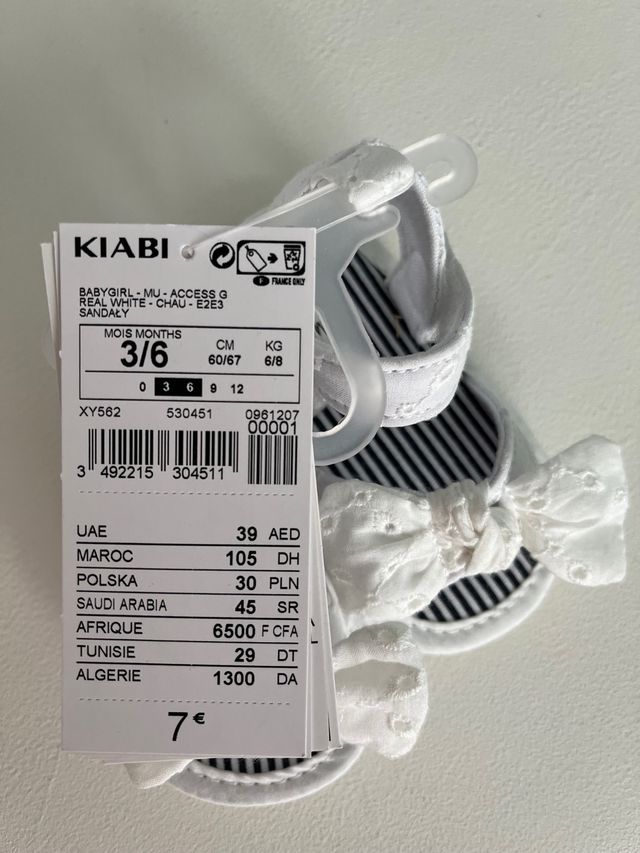 KIABI
F FRANCE ONLY
BABYGIRL - MU - ACCESS G
REAL WHITE - CHAU - E2E3
SANDAŁY
MOIS MONTHS CM KG
3/6 60/67 6/8
0 3 6 9 12
XY562 530451 0961207
00001
3 492215 304511
UAE 39 AED
MAROC 105 DH
POLSKA 30 PLN
SAUDI ARABIA 45 SR
AFRIQUE 6500 F CFA
TUNISIE 29 DT
ALGERIE 1300 DA
7€